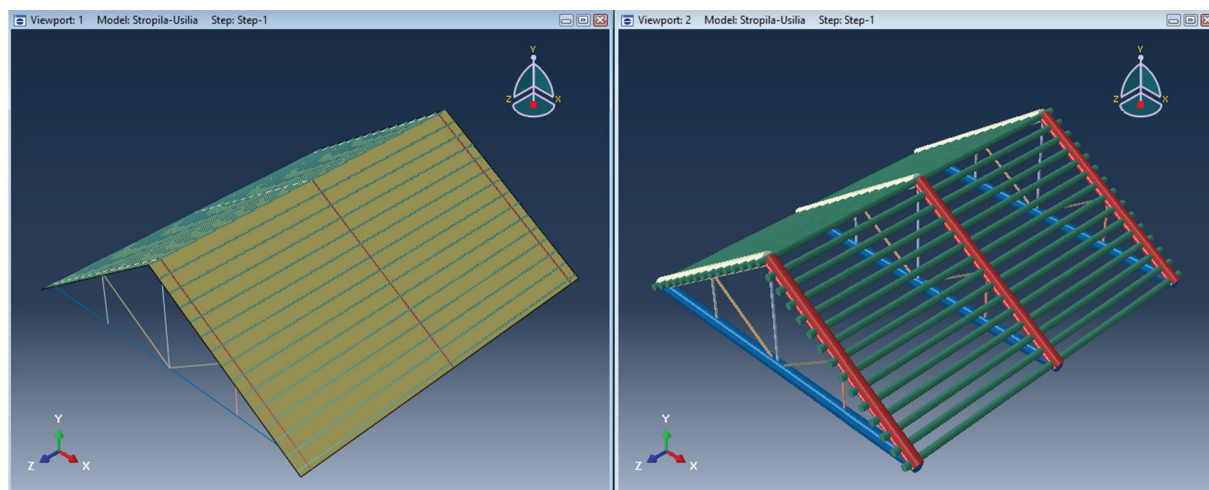 Viewport: 1 Model: Stropila-Usilia Step: Step-1
Viewport: 2 Model: Stropila-Usilia Step: Step-1
Y
Z X
Y
Z X
Y
Z X
Y
Z X